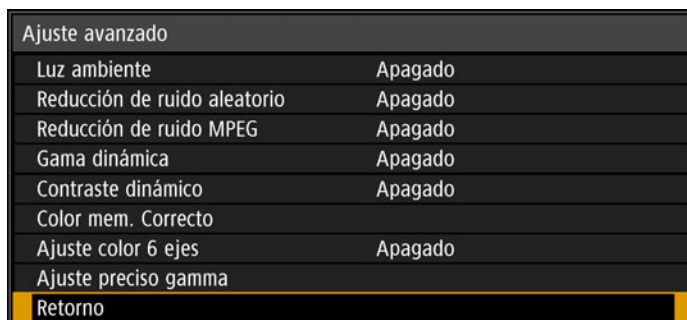 Ajuste avanzado
Luz ambiente Apagado
Reducción de ruido aleatorio Apagado
Reducción de ruido MPEG Apagado
Gama dinámica Apagado
Contraste dinámico Apagado
Color mem. Correcto
Ajuste color 6 ejes Apagado
Ajuste preciso gamma
Retorno